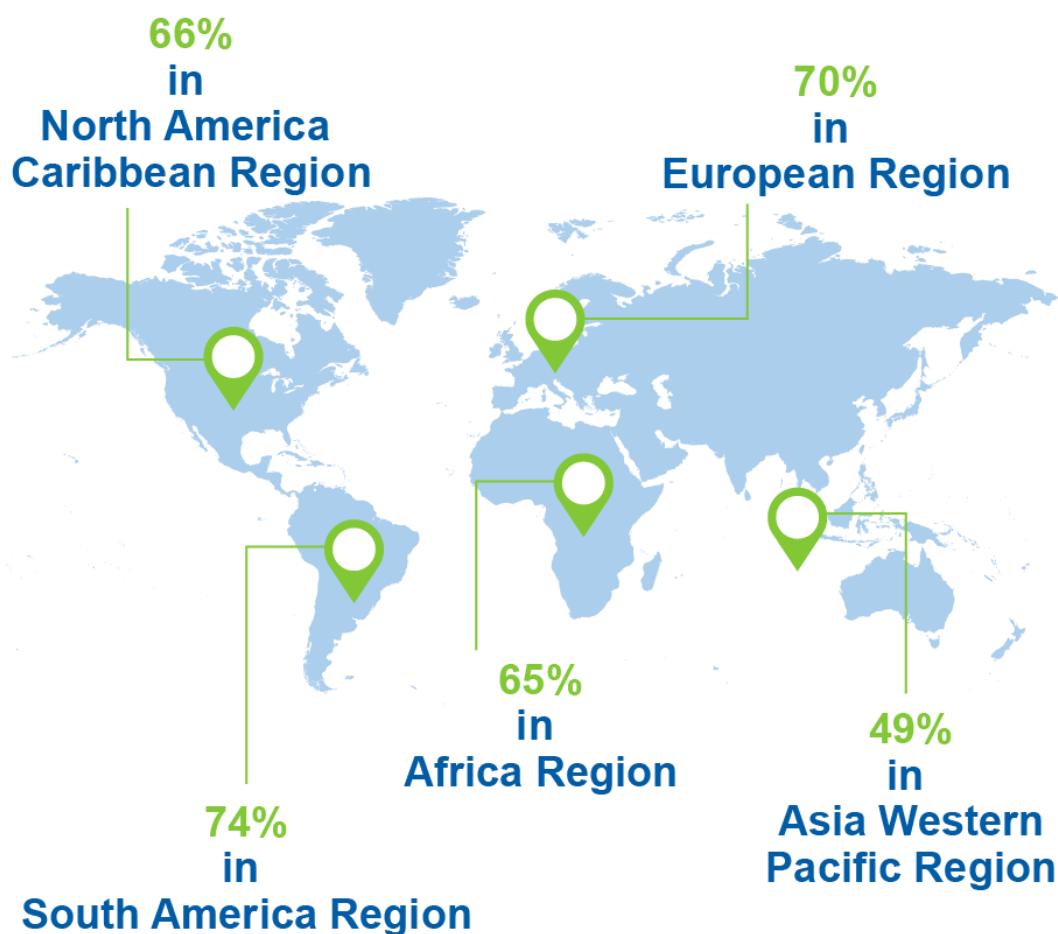 66%
in
North America
Caribbean Region
70%
in
European Region
65%
in
Africa Region
49%
in
Asia Western
Pacific Region
74%
in
South America Region